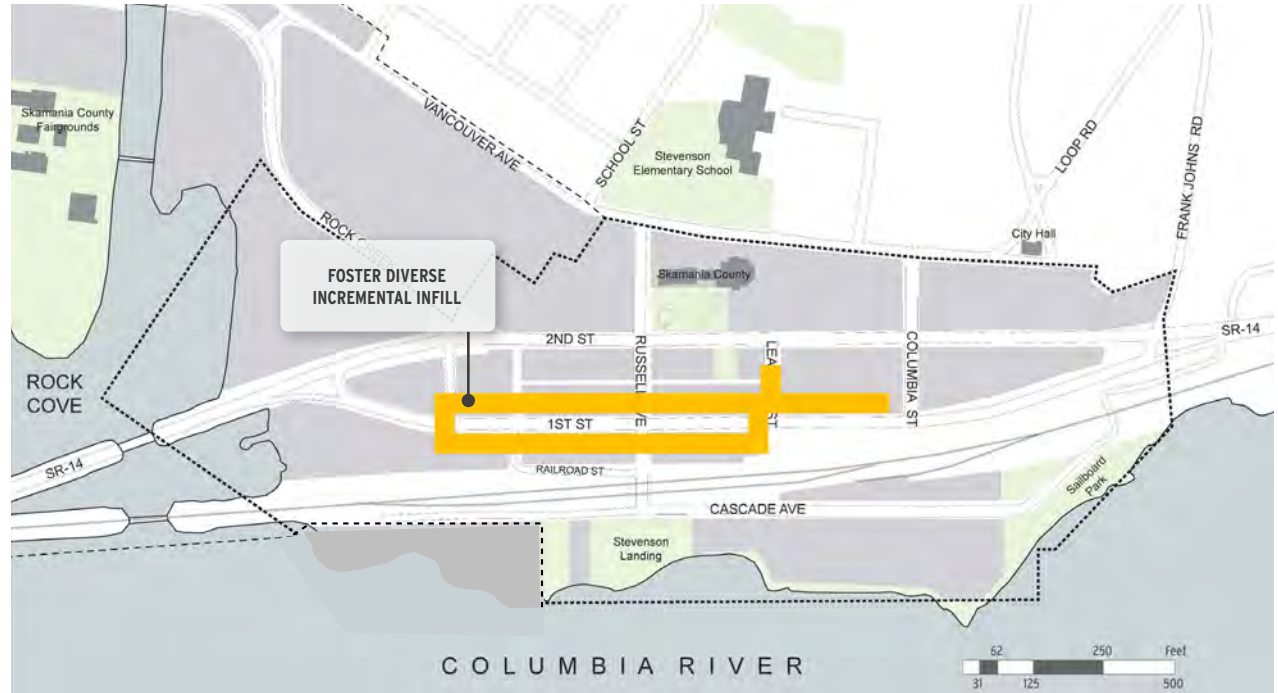 Skamania County
Fairgrounds
VANCOUVER AVE
SCHOOL ST
Stevenson
Elementary School
LOOP RD
FRANK JOHNS RD
City Hall
ROCK
FOSTER DIVERSE
INCREMENTAL INFILL
Skamania County
2ND ST
SR-14
ROCK
COVE
RUSSELL AVE
COLUMBIA ST
1ST ST
ST
SR-14
RAILROAD ST
Sailboard
Park
CASCADE AVE
Stevenson
Landing
COLUMBIA RIVER
62 250 Feet
31 125 500